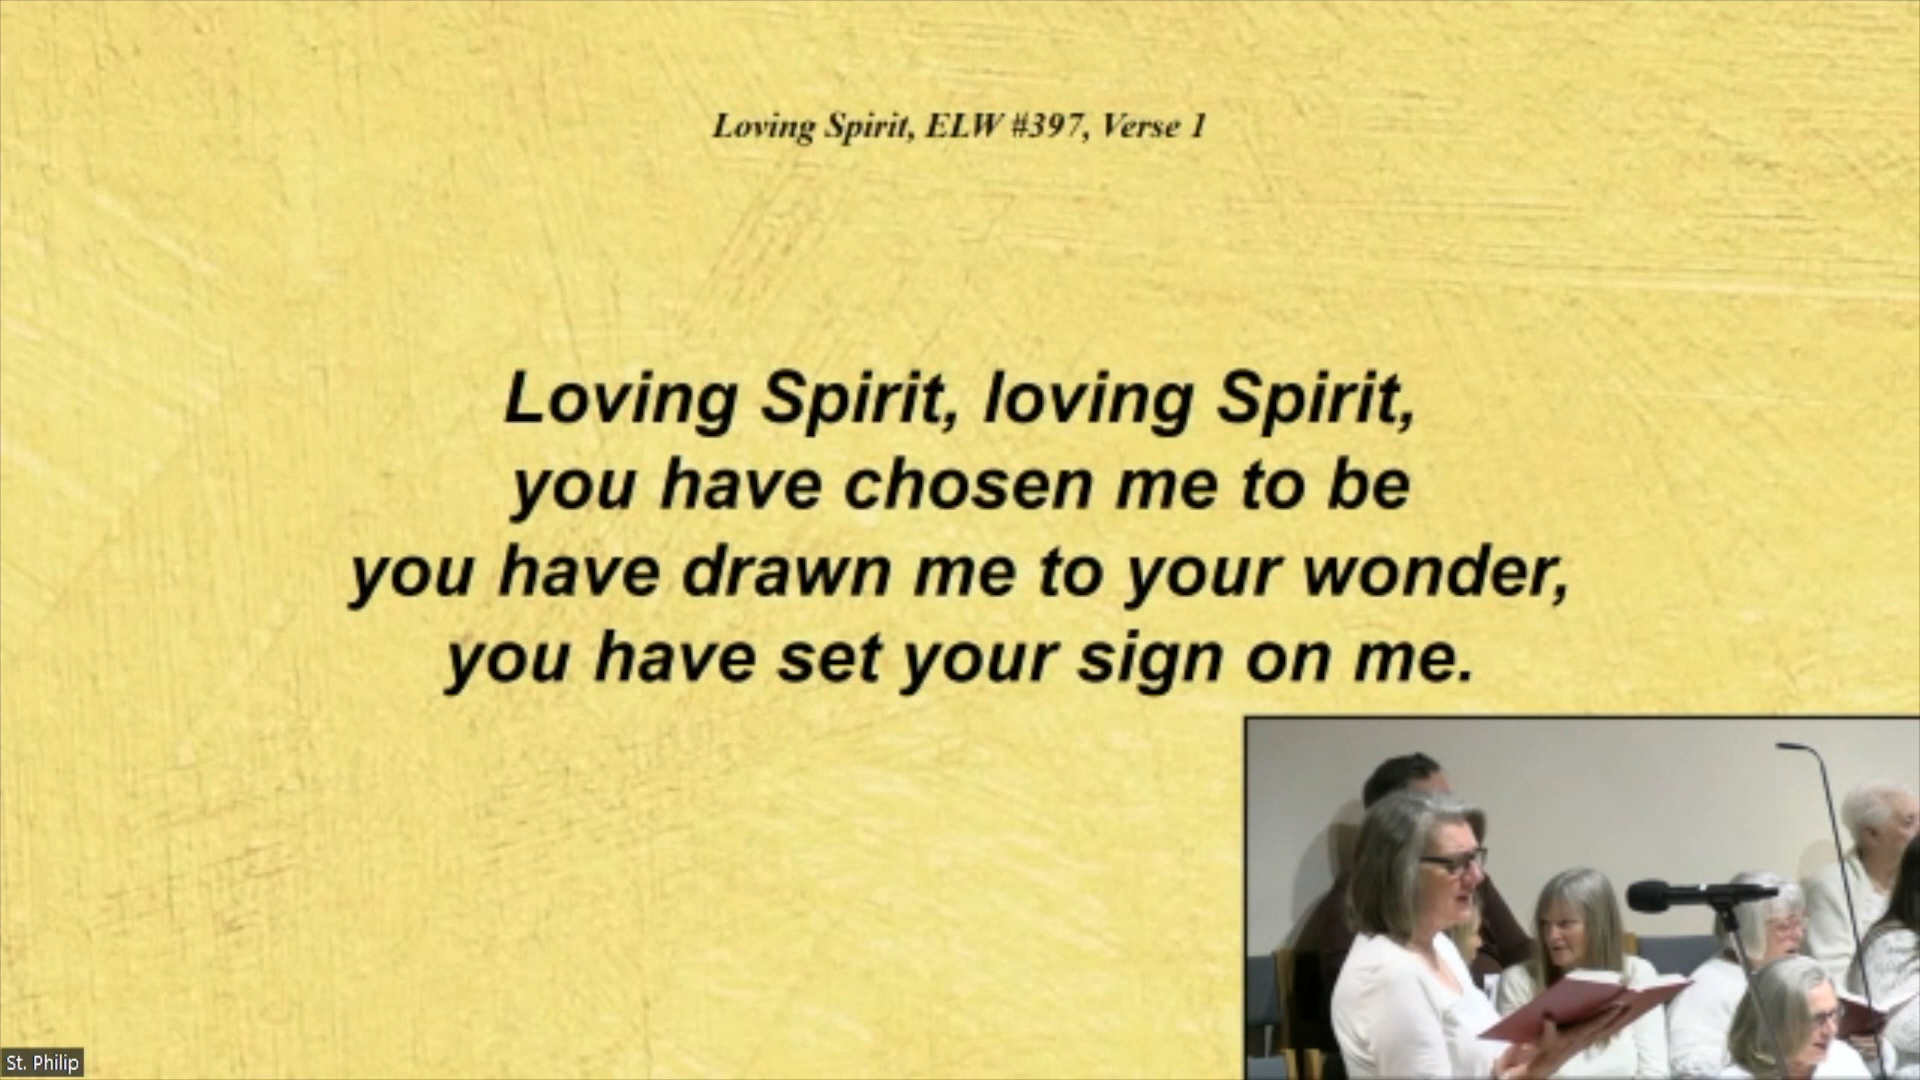 Loving Spirit, ELW #397, Verse 1
Loving Spirit, loving Spirit,
you have chosen me to be
you have drawn me to your wonder,
you have set your sign on me.
St. Philip